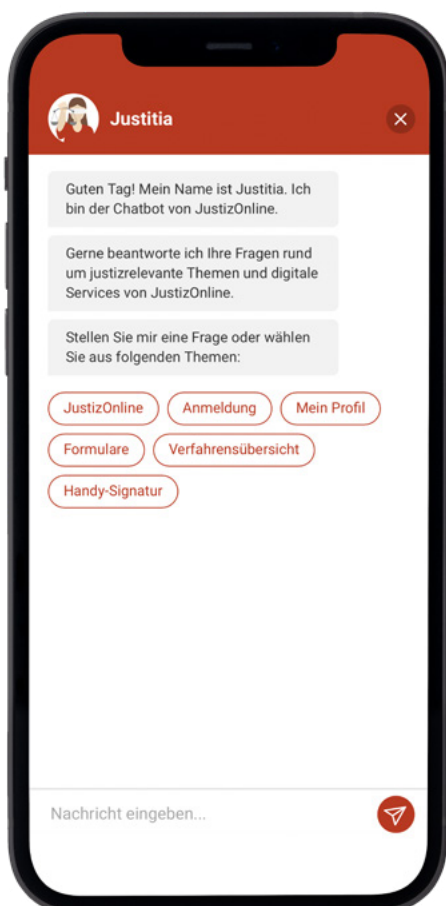 Justitia
Guten Tag! Mein Name ist Justitia. Ich
bin der Chatbot von JustizOnline.
Gerne beantworte ich Ihre Fragen rund
um justizrelevante Themen und digitale
Services von JustizOnline.
Stellen Sie mir eine Frage oder wählen
Sie aus folgenden Themen:
JustizOnline Anmeldung Mein Profil
Formulare Verfahrensübersicht
Handy-Signatur
Nachricht eingeben...